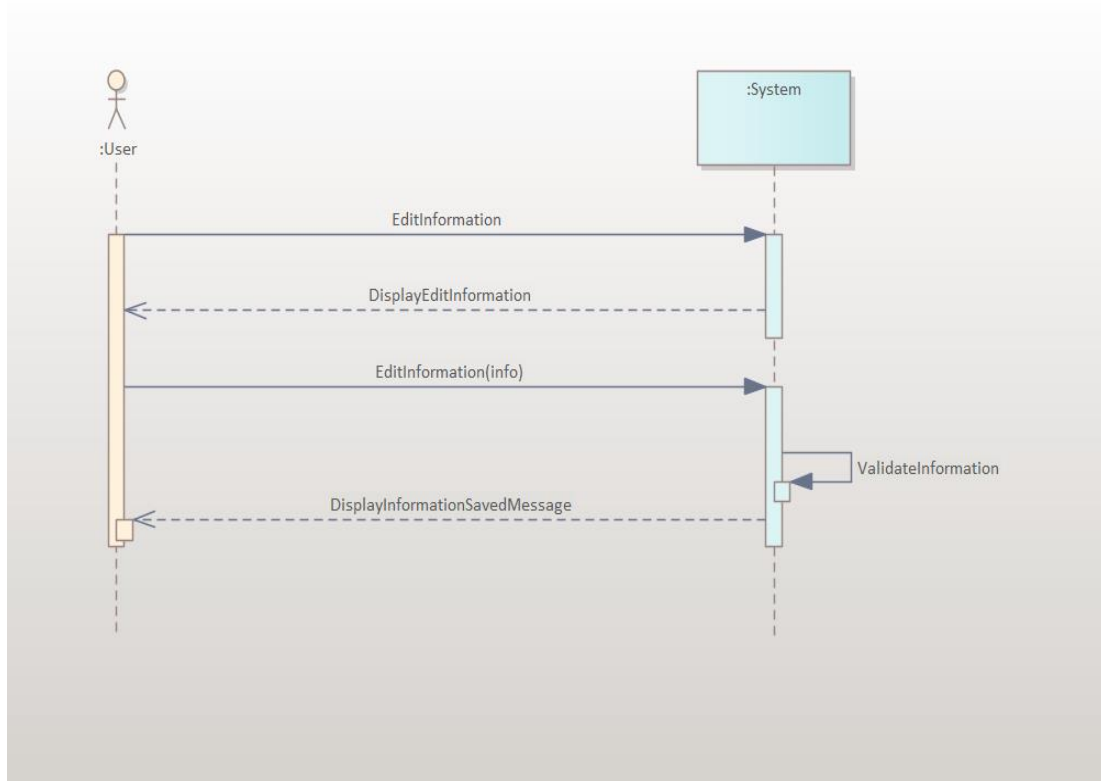 :User
:System
EditInformation
DisplayEditInformation
EditInformation(info)
ValidateInformation
DisplayInformationSavedMessage